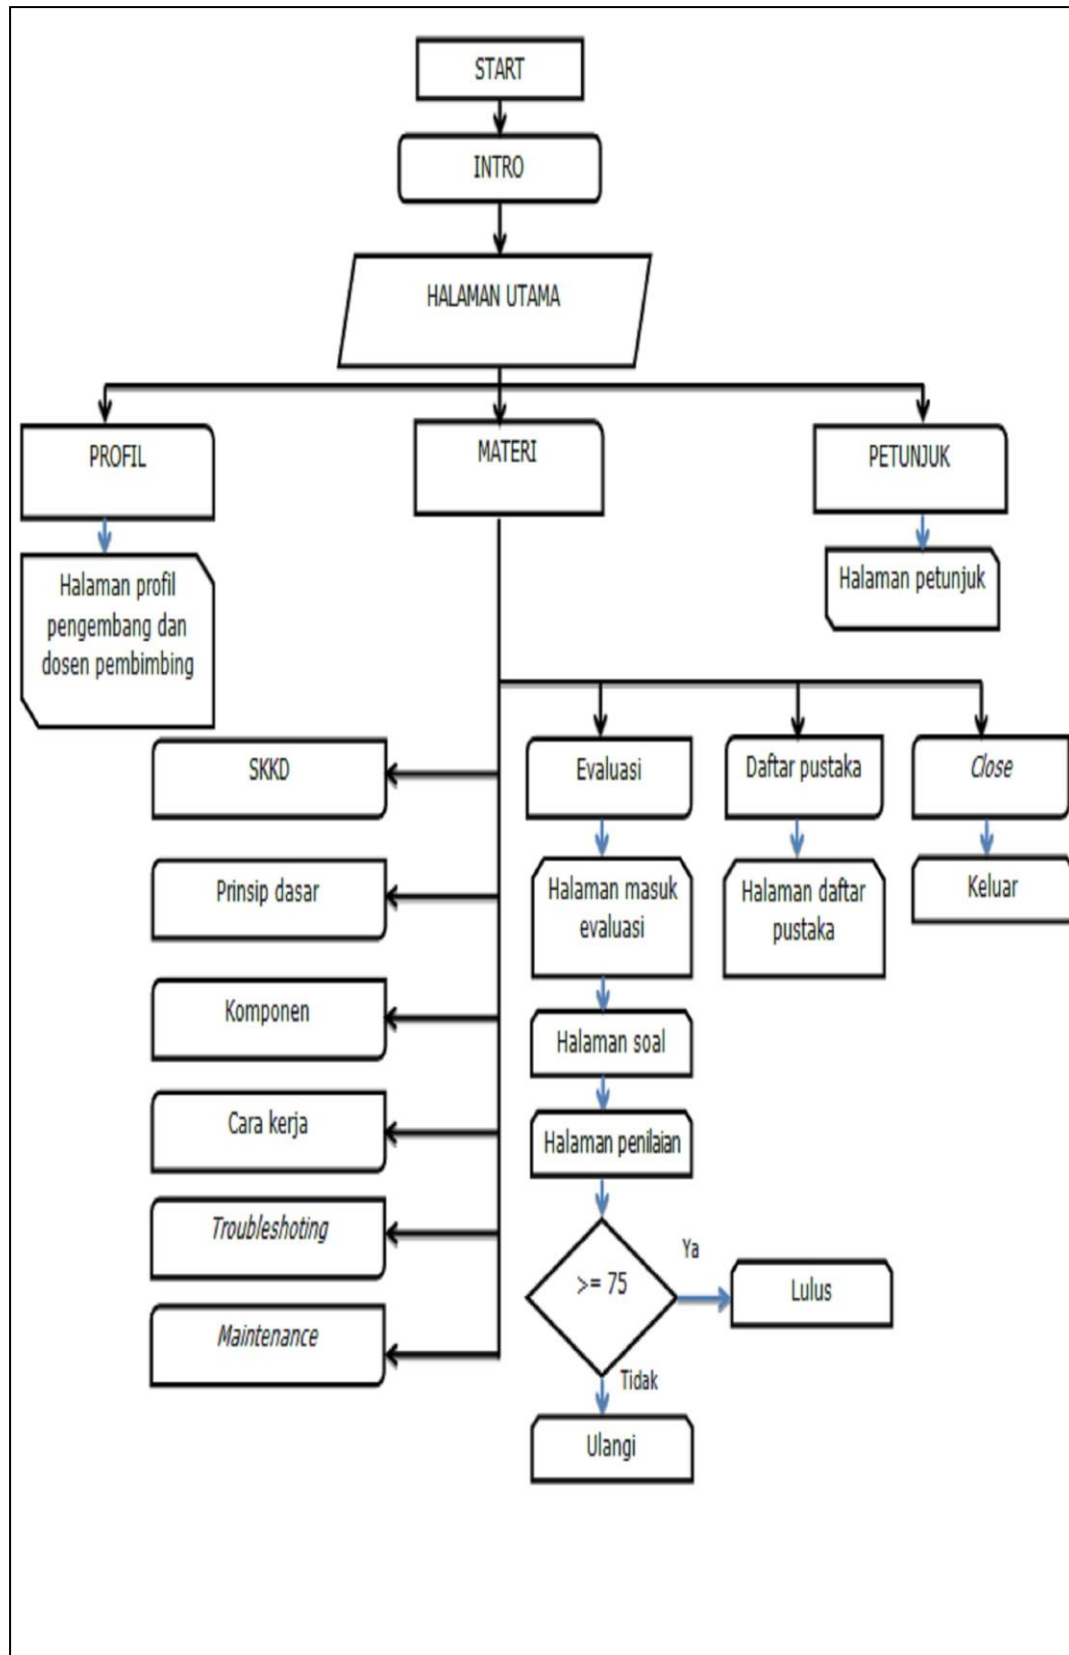 START
INTRO
HALAMAN UTAMA
PROFIL
MATERI
PETUNJUK
Halaman profil
pengembang dan
dosen pembimbing
Halaman petunjuk
SKKD
Evaluasi
Daftar pustaka
Close
Prinsip dasar
Halaman masuk
evaluasi
Halaman daftar
pustaka
Keluar
Komponen
Halaman soal
Cara kerja
Halaman penilaian
Troubleshoting
>= 75
Ya
Lulus
Maintenance
Tidak
Ulangi